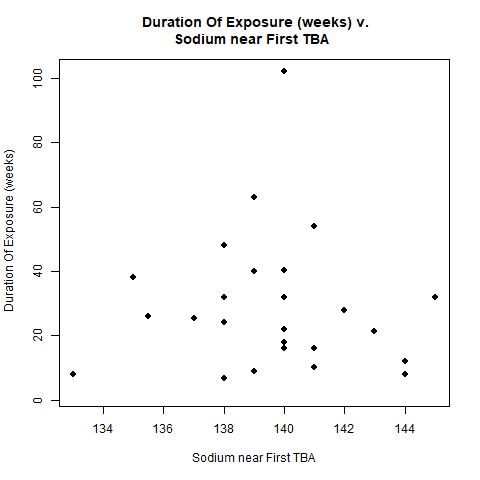 Duration Of Exposure (weeks) v.
Sodium near First TBA
Duration Of Exposure (weeks)
100
80
60
40
20
0
134 136 138 140 142 144
Sodium near First TBA